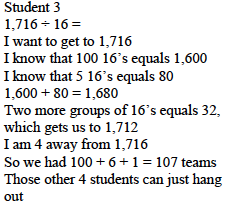 Student 3
1,716 ÷ 16 =
I want to get to 1,716
I know that 100 16's equals 1,600
I know that 5 16's equals 80
1,600 + 80 = 1,680
Two more groups of 16's equals 32,
which gets us to 1,712
I am 4 away from 1,716
So we had 100 + 6 + 1 = 107 teams
Those other 4 students can just hang
out